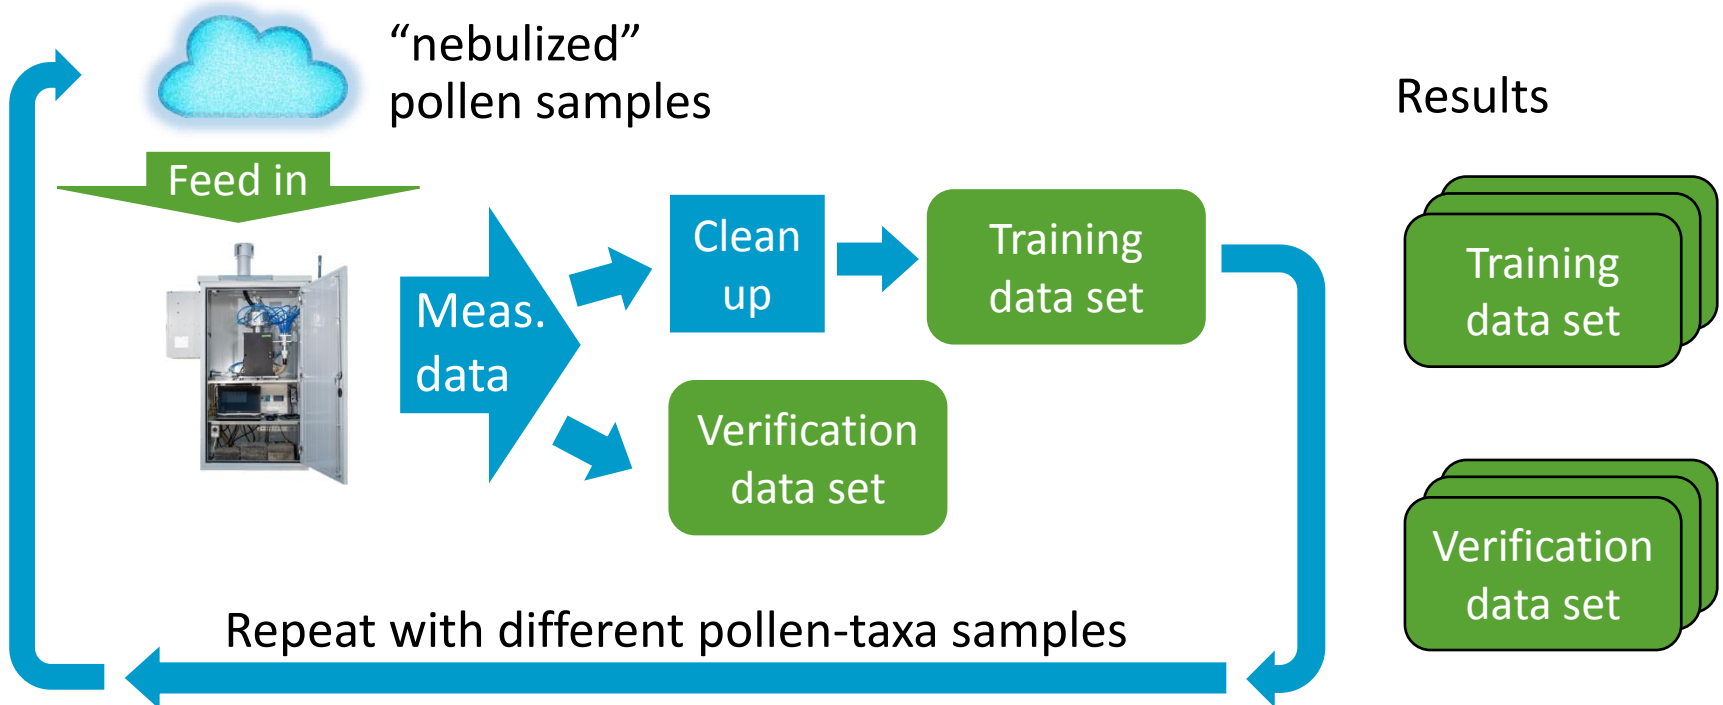 “nebulized”
pollen samples
Results
Feed in
Clean
up
Training
data set
Training
data set
Meas.
data
Verification
data set
Verification
data set
Repeat with different pollen-taxa samples